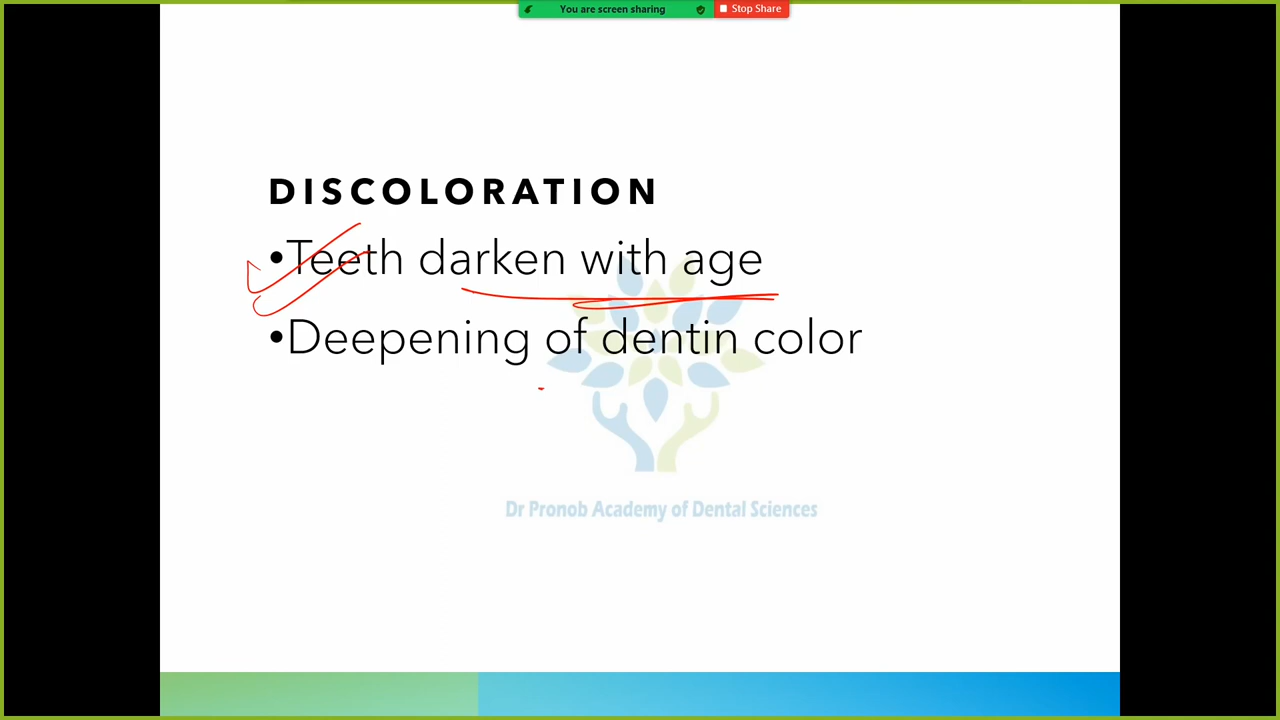 You are screen sharing
Stop Share
DISCOLORATION
•Teeth darken with age
•Deepening of dentin color
Dr Pronob Academy of Dental Sciences